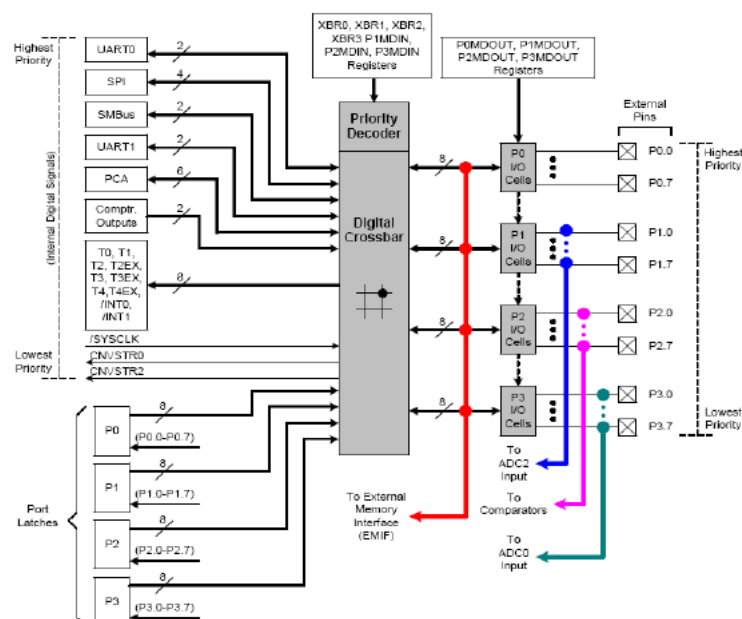 XBR0, XBR1, XBR2,
XBR3 P1MDIN,
P2MDIN, P3MDIN
Registers
P0MDOUT, P1MDOUT,
P2MDOUT, P3MDOUT
Registers
Highest
Priority
UART0
2
SPI
4
SMBus
2
UART1
2
PCA
6
Comptr.
Outputs
2
T0, T1,
T2, T2EX,
T3, T3EX,
T4,T4EX,
/INT0,
/INT1
8
(Internal Digital Signals)
/SYSCLK
CNVSTR0
CNVSTR2
Lowest
Priority
Priority
Decoder
Digital
Crossbar
8
8
8
8
P0
I/O
Cells
P1
I/O
Cells
P2
I/O
Cells
P3
I/O
Cells
External
Pins
P0.0
P0.7
P1.0
P1.7
P2.0
P2.7
P3.0
P3.7
Highest
Priority
Lowest
Priority
Port
Latches
P0
8
(P0.0-P0.7)
P1
8
(P1.0-P1.7)
P2
8
(P2.0-P2.7)
P3
8
(P3.0-P3.7)
To External
Memory
Interface
(EMIF)
To
ADC2
Input
To
Comparators
To
ADC0
Input